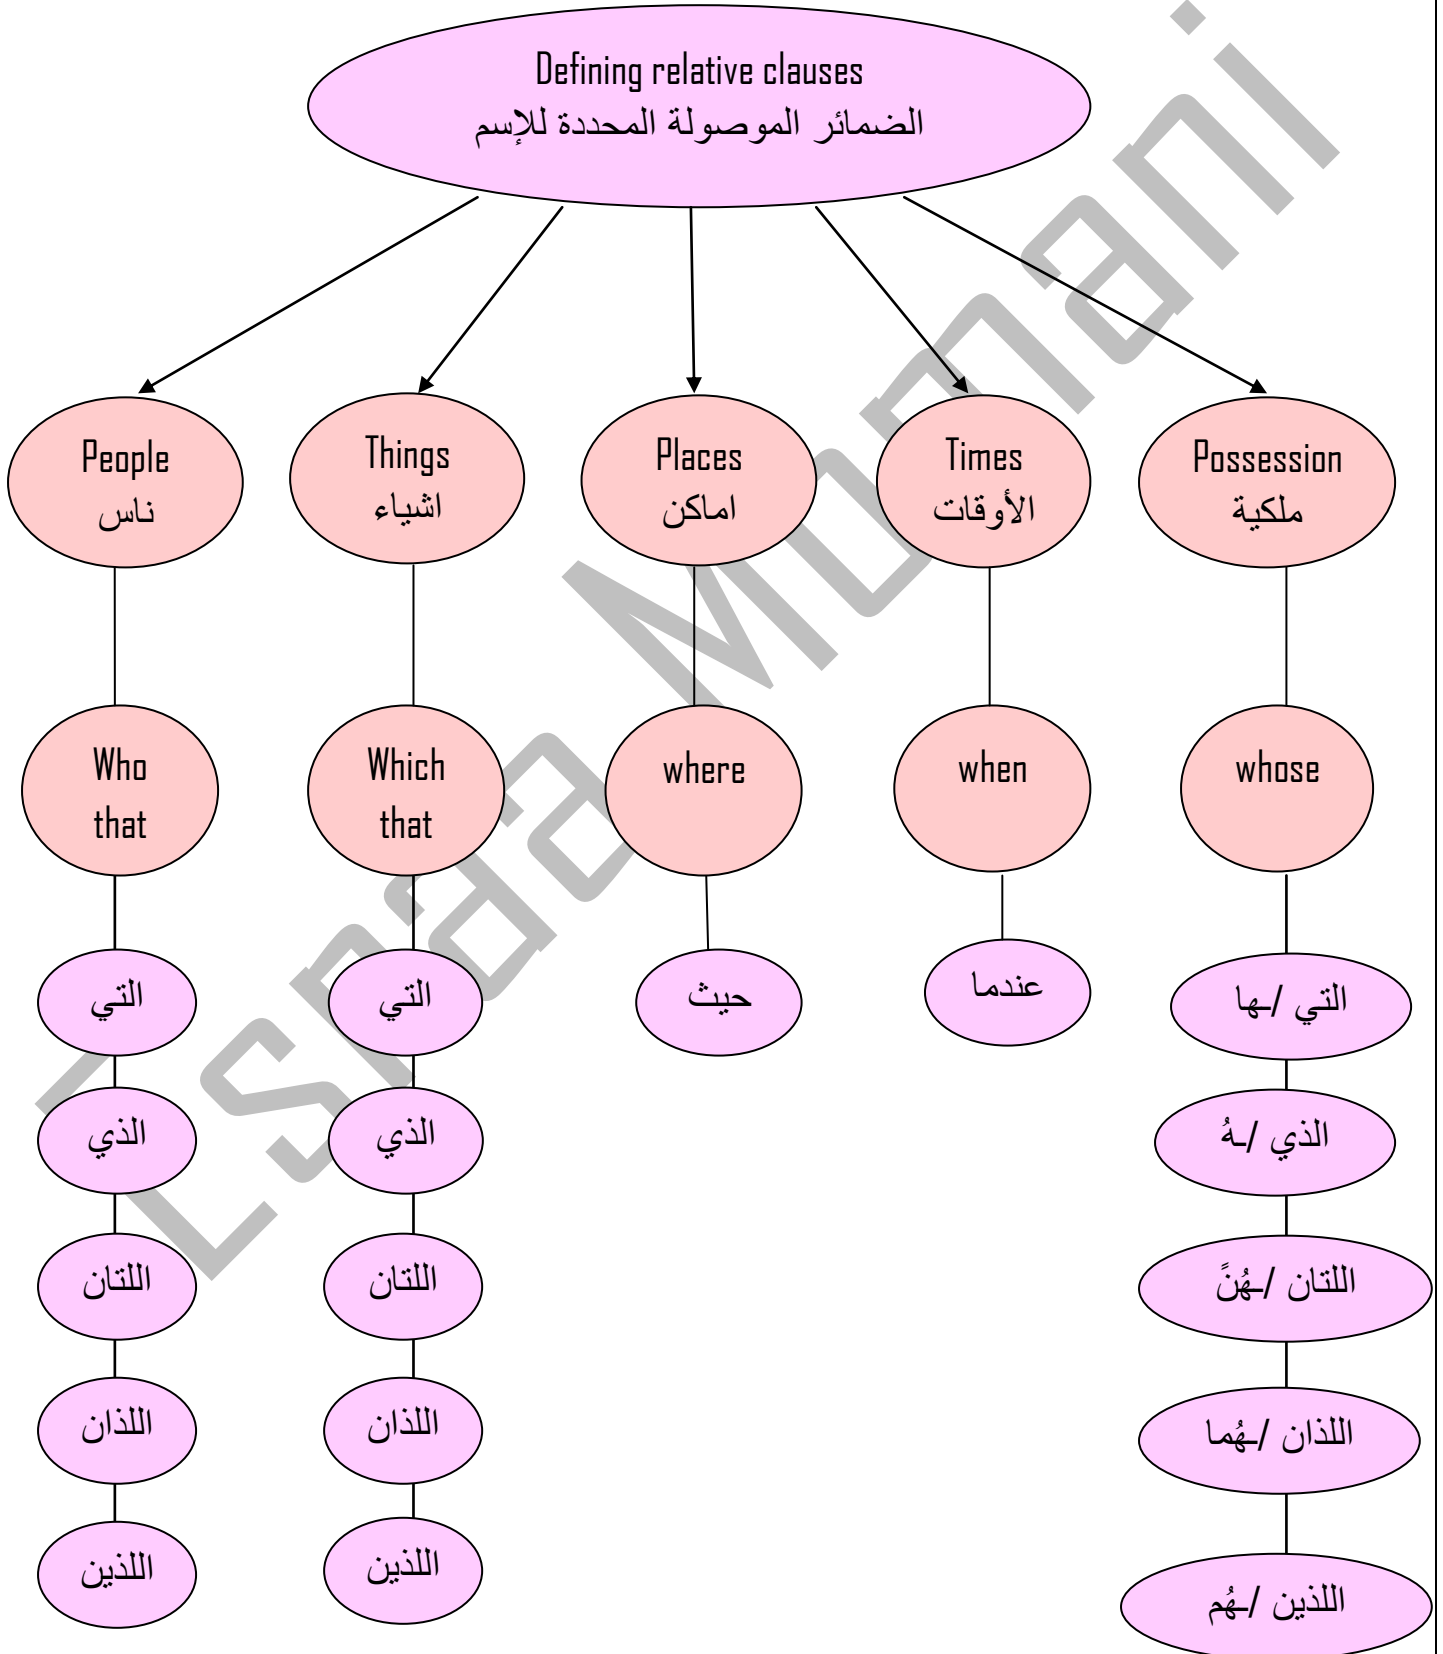 Defining relative clauses
الضمائر الموصولة المحددة للإسم
People
ناس
Things
اشياء
Places
اماكن
Times
الأوقات
Possession
ملكية
Who
that
Which
that
where
when
whose
التي
الذي
اللتان
اللذان
اللذين
التي
الذي
اللتان
اللذان
اللذين
حيث
عندما
التي /ـها
الذي /ـهُ
اللتان /ـهُنً
اللذان /ـهُما
اللذين /ـهُم
Esraa Mumani